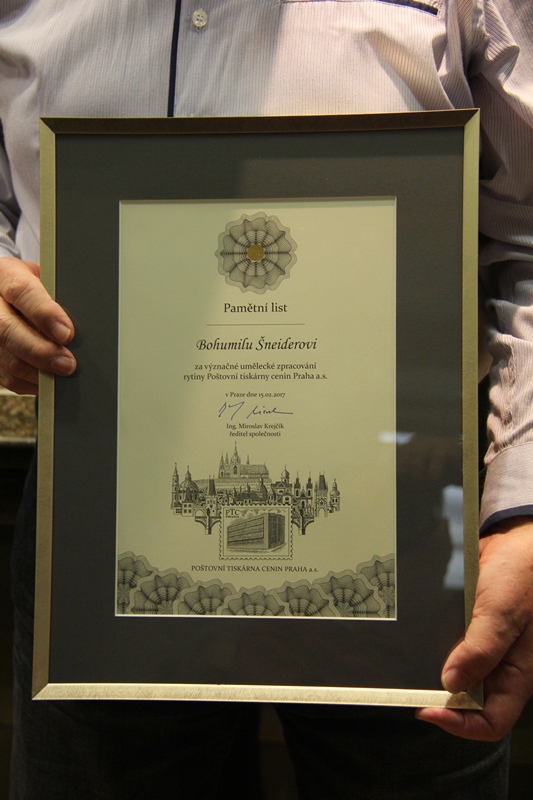 Pamětní list
Bohumilu Šneiderovi
za význačné umělecké zpracování
rytiny Poštovní tiskárny cenin Praha a.s.
v Praze dne 15.02.2017
Ing. Miroslav Krejčík
ředitel společnosti
PTC
POŠTOVNÍ TISKÁRNA CENIN PRAHA a.s.